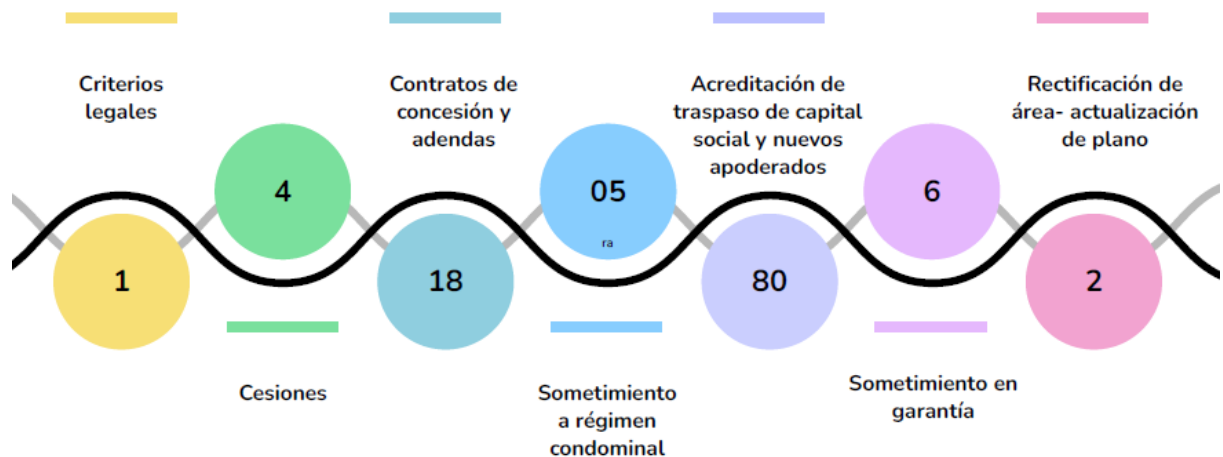 Criterios
legales
1
4
Cesiones
Contratos de
concesión y
adendas
18
05
ra
Sometimiento
a régimen
condominal
Acreditación de
traspaso de capital
social y nuevos
apoderados
80
6
Sometimiento en
garantía
Rectificación de
área- actualización
de plano
2